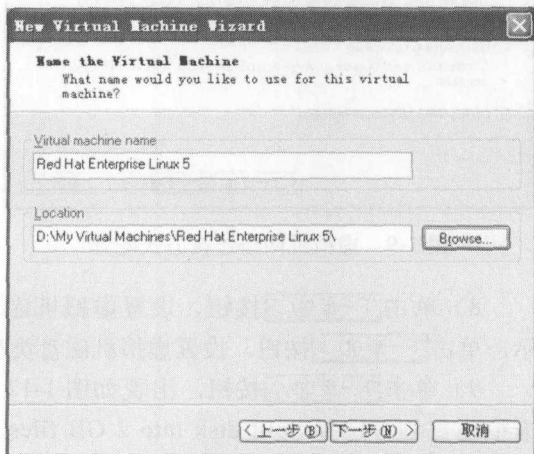 New Virtual Machine Wizard
Name the Virtual Machine
What name would you like to use for this virtual
machine?
Virtual machine name
Red Hat Enterprise Linux 5
Location
D:\My Virtual Machines\Red Hat Enterprise Linux 5\
Browse...
< 上一步(B) 下一步(N) > 取消